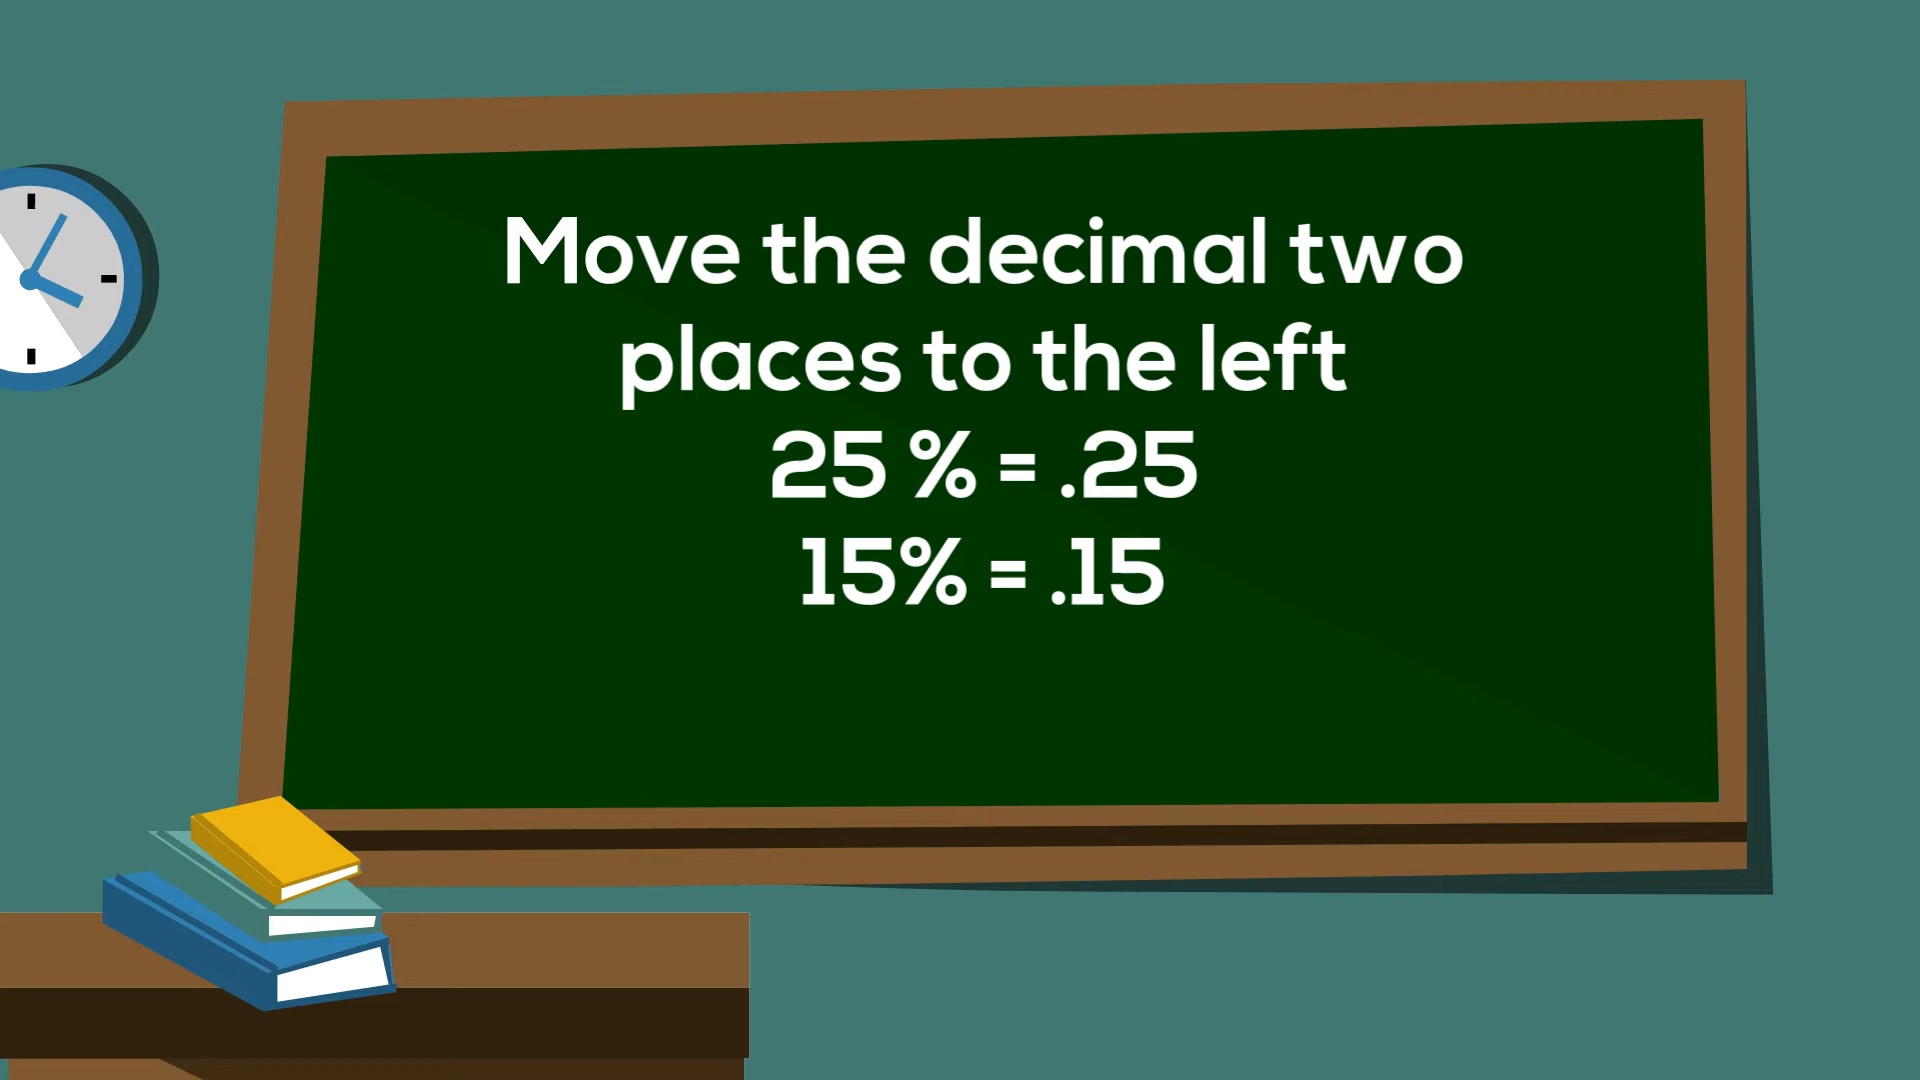 Move the decimal two
places to the left
25 % = .25
15% = .15